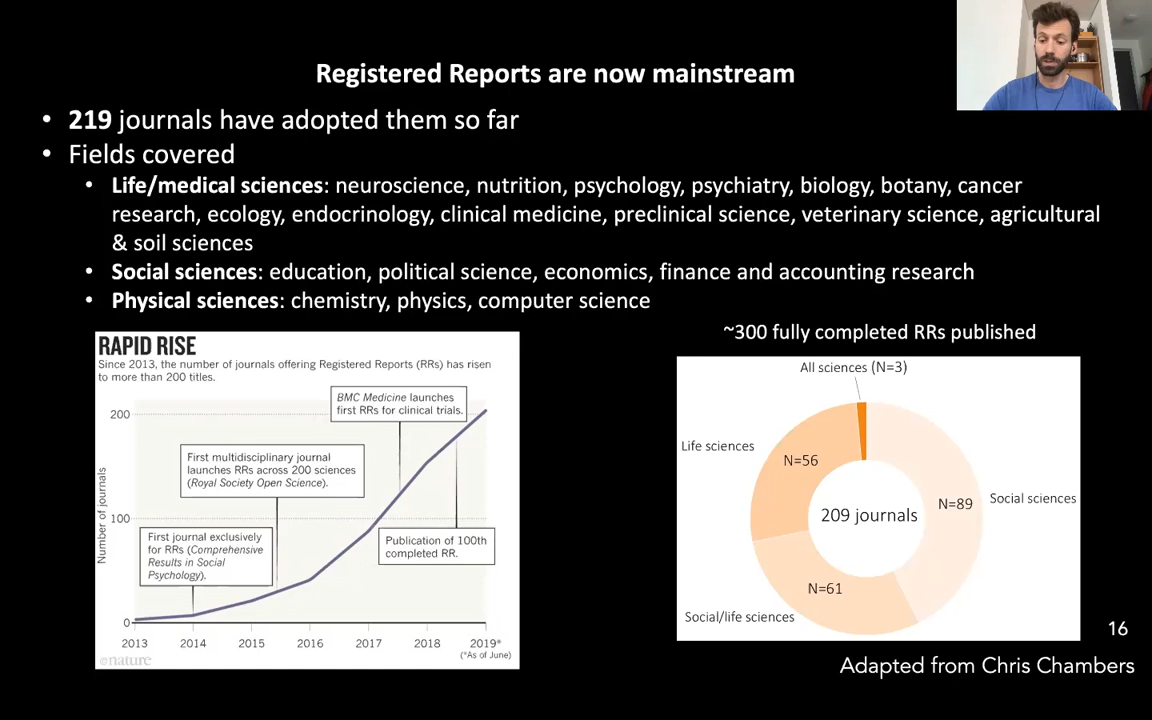 Registered Reports are now mainstream
• 219 journals have adopted them so far
• Fields covered
• Life/medical sciences: neuroscience, nutrition, psychology, psychiatry, biology, botany, cancer
research, ecology, endocrinology, clinical medicine, preclinical science, veterinary science, agricultural
& soil sciences
• Social sciences: education, political science, economics, finance and accounting research
• Physical sciences: chemistry, physics, computer science
RAPID RISE
Since 2013, the number of journals offering Registered Reports (RRs) has risen
to more than 200 titles.
BMC Medicine launches
first RRs for clinical trials.
First multidisciplinary journal
launches RRs across 200 sciences
(Royal Society Open Science).
First journal exclusively
for RRs (Comprehensive
Results in Social
Psychology).
Publication of 100th
completed RR.
Number of journals
200
100
0
2013 2014 2015 2016 2017 2018 2019*
(*As of June)
©nature
~300 fully completed RRs published
All sciences (N=3)
Life sciences
N=56
N=89
Social sciences
209 journals
N=61
Social/life sciences
16
Adapted from Chris Chambers